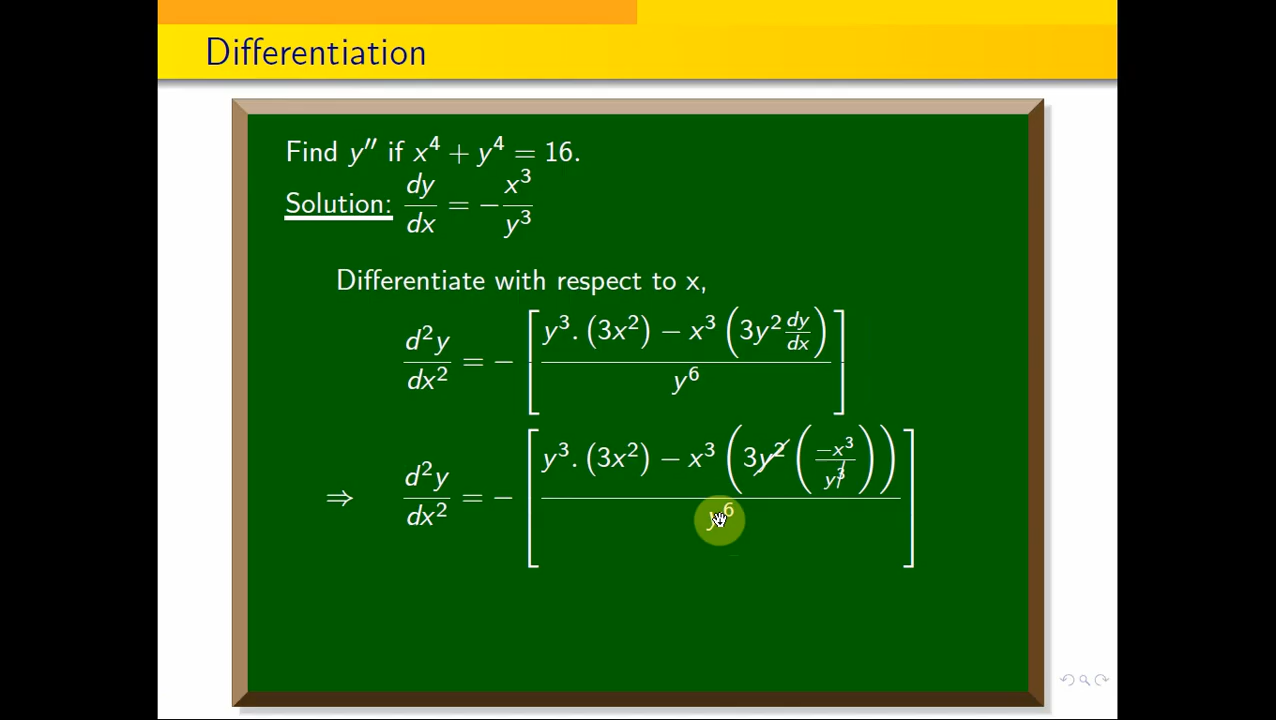 Differentiation
Find y″ if x⁴ + y⁴ = 16.
Solution: dy/dx = − x³/y³
Differentiate with respect to x,
d²y/dx² = − [ (y³. (3x²) − x³ (3y² dy/dx)) / y⁶ ]
⇒ d²y/dx² = − [ (y³. (3x²) − x³ (3y² (−x³/y³))) / y⁶ ]